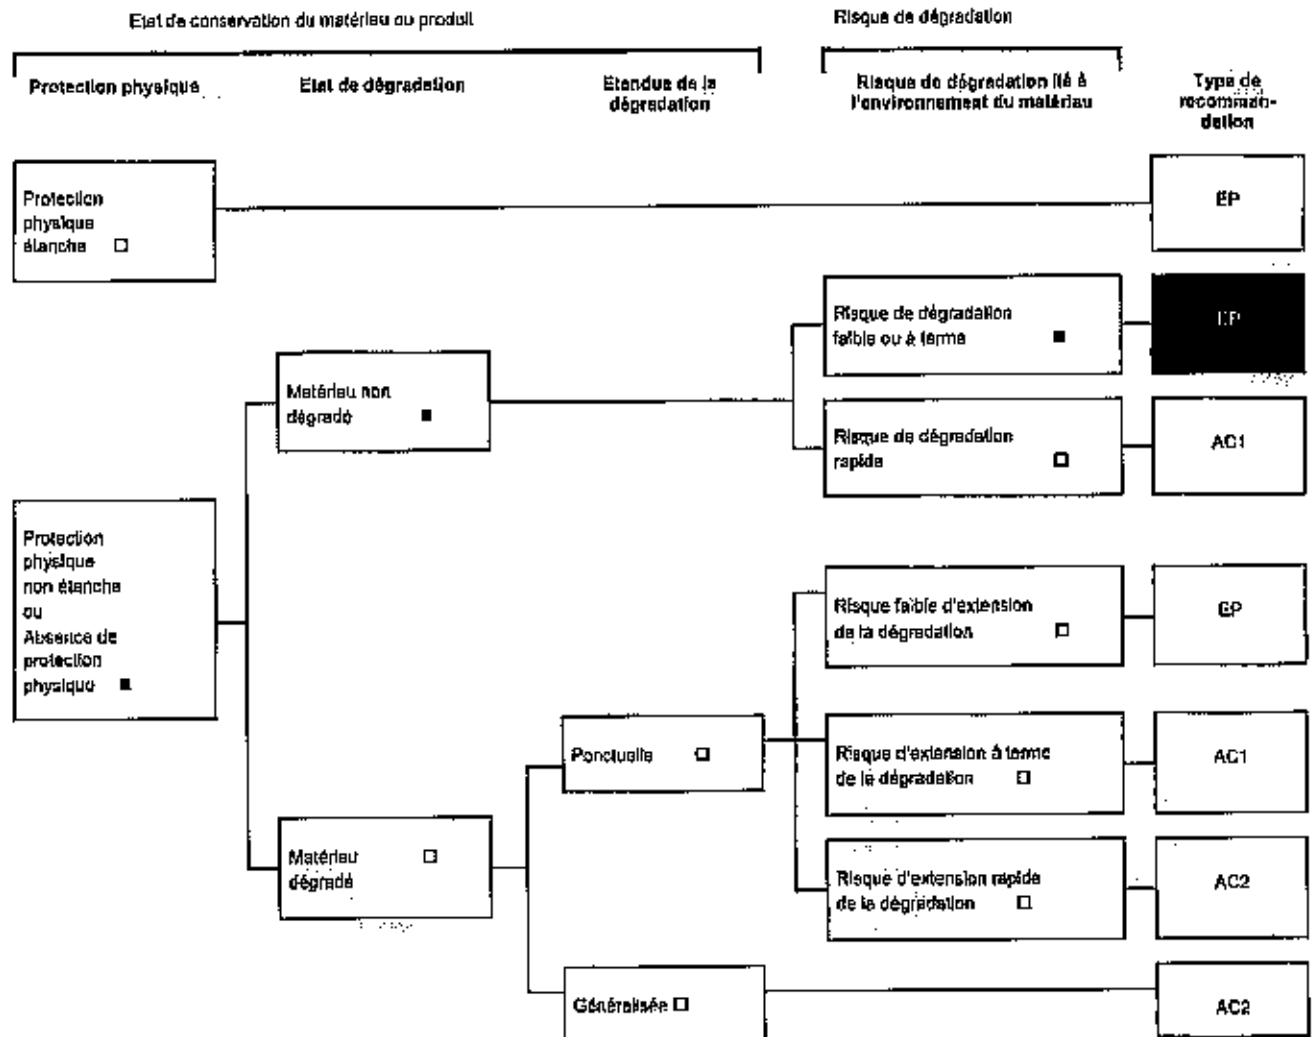 Etat de conservation du matériau ou produit
Risque de dégradation
Protection physique
Etat de dégradation
Etendue de la
dégradation
Risque de dégradation lié à
l'environnement du matériau
Type de
recomman-
dation
Protection
physique
étanche
EP
Risque de dégradation
faible ou à terme
EP
Matériau non
dégradé
Risque de dégradation
rapide
AC1
Protection
physique
non étanche
ou
Absence de
protection
physique
Risque faible d'extension
de la dégradation
EP
Ponctuelle
Risque d'extension à terme
de la dégradation
AC1
Matériau
dégradé
Risque d'extension rapide
de la dégradation
AC2
Généralisée
AC2